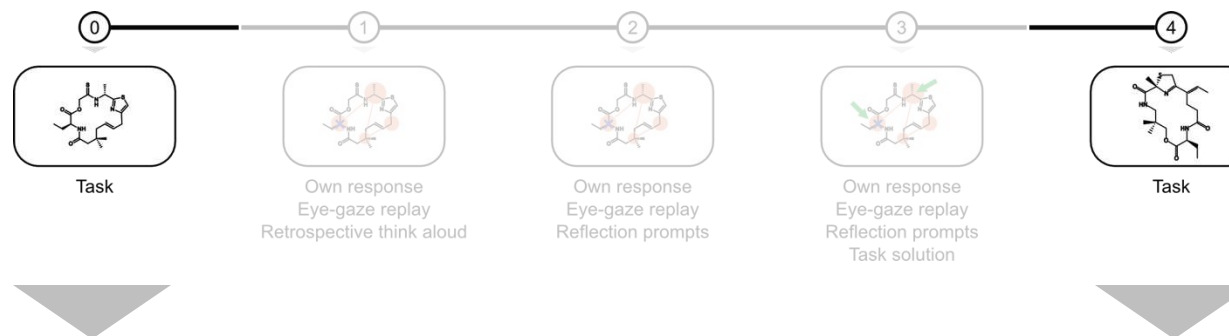 0 1 2 3 4
Task
Own response
Eye-gaze replay
Retrospective think aloud
Own response
Eye-gaze replay
Reflection prompts
Own response
Eye-gaze replay
Reflection prompts
Task solution
Task